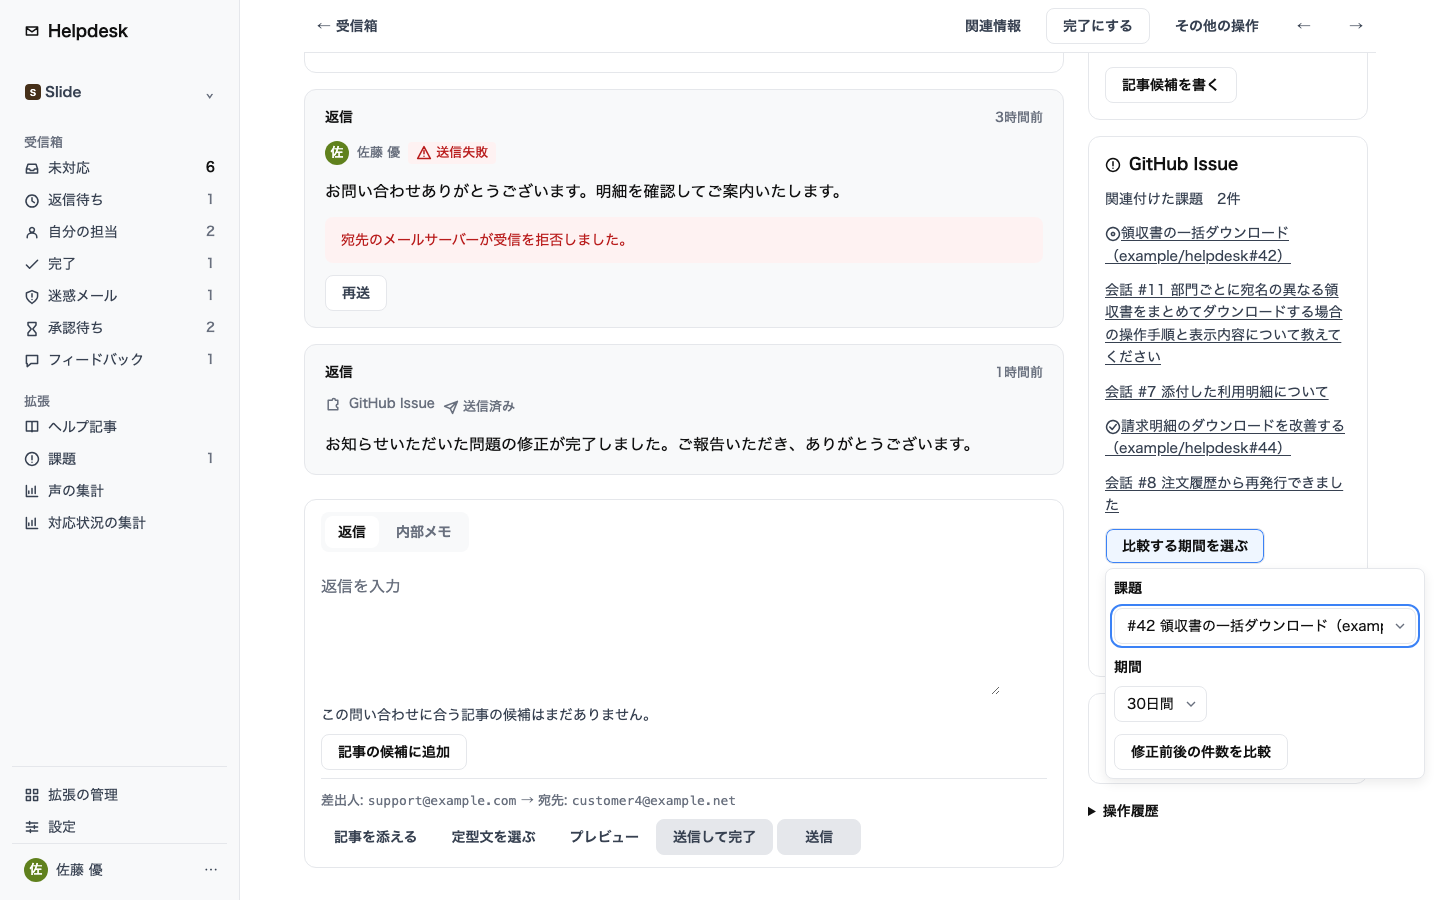 Helpdesk
S Slide
受信箱
未対応 6
返信待ち 1
自分の担当 2
完了 1
迷惑メール 1
承認待ち 2
フィードバック 1
拡張
ヘルプ記事
課題 1
声の集計
対応状況の集計
拡張の管理
設定
佐 佐藤 優 …
← 受信箱
関連情報 完了にする その他の操作 ← →
返信 3時間前
佐 佐藤 優 送信失敗
お問い合わせありがとうございます。明細を確認してご案内いたします。
宛先のメールサーバーが受信を拒否しました。
再送
返信 1時間前
GitHub Issue 送信済み
お知らせいただいた問題の修正が完了しました。ご報告いただき、ありがとうございます。
返信 内部メモ
返信を入力
この問い合わせに合う記事の候補はまだありません。
記事の候補に追加
差出人: support@example.com → 宛先: customer4@example.net
記事を添える 定型文を選ぶ プレビュー 送信して完了 送信
記事候補を書く
GitHub Issue
関連付けた課題 2件
領収書の一括ダウンロード
（example/helpdesk#42）
会話 #11 部門ごとに宛名の異なる領
収書をまとめてダウンロードする場合
の操作手順と表示内容について教えて
ください
会話 #7 添付した利用明細について
請求明細のダウンロードを改善する
（example/helpdesk#44）
会話 #8 注文履歴から再発行できまし
た
比較する期間を選ぶ
課題
#42 領収書の一括ダウンロード（examp
期間
30日間
修正前後の件数を比較
▶ 操作履歴